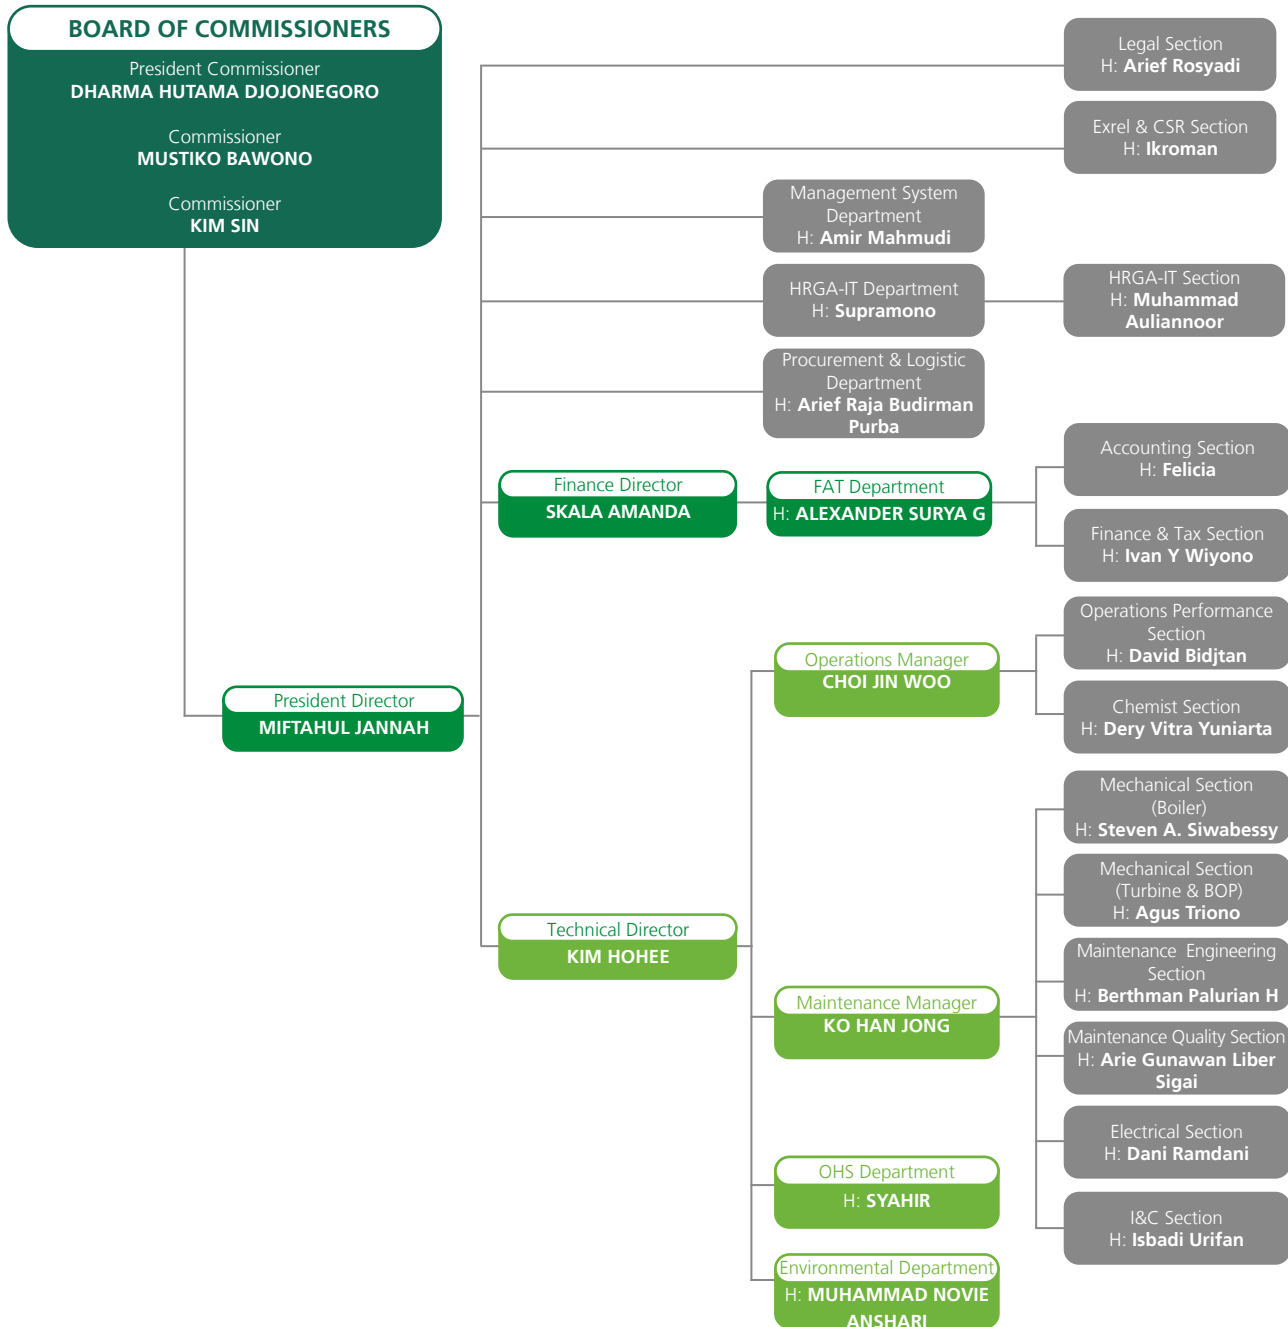 BOARD OF COMMISSIONERS
President Commissioner
DHARMA HUTAMA DJOJONEGORO
Commissioner
MUSTIKO BAWONO
Commissioner
KIM SIN
Legal Section
H: Arief Rosyadi
Exrel & CSR Section
H: Ikroman
Management System
Department
H: Amir Mahmudi
HRGA-IT Department
H: Supramono
HRGA-IT Section
H: Muhammad
Auliannoor
Procurement & Logistic
Department
H: Arief Raja Budirman
Purba
Finance Director
SKALA AMANDA
FAT Department
H: ALEXANDER SURYA G
Accounting Section
H: Felicia
Finance & Tax Section
H: Ivan Y Wiyono
President Director
MIFTAHUL JANNAH
Technical Director
KIM HOHEE
Operations Manager
CHOI JIN WOO
Operations Performance
Section
H: David Bidjtan
Chemist Section
H: Dery Vitra Yuniarta
Maintenance Manager
KO HAN JONG
Mechanical Section
(Boiler)
H: Steven A. Siwabessy
Mechanical Section
(Turbine & BOP)
H: Agus Triono
Maintenance Engineering
Section
H: Berthman Palurian H
Maintenance Quality Section
H: Arie Gunawan Liber
Sigai
Electrical Section
H: Dani Ramdani
I&C Section
H: Isbadi Urifan
OHS Department
H: SYAHIR
Environmental Department
H: MUHAMMAD NOVIE
ANSHARI